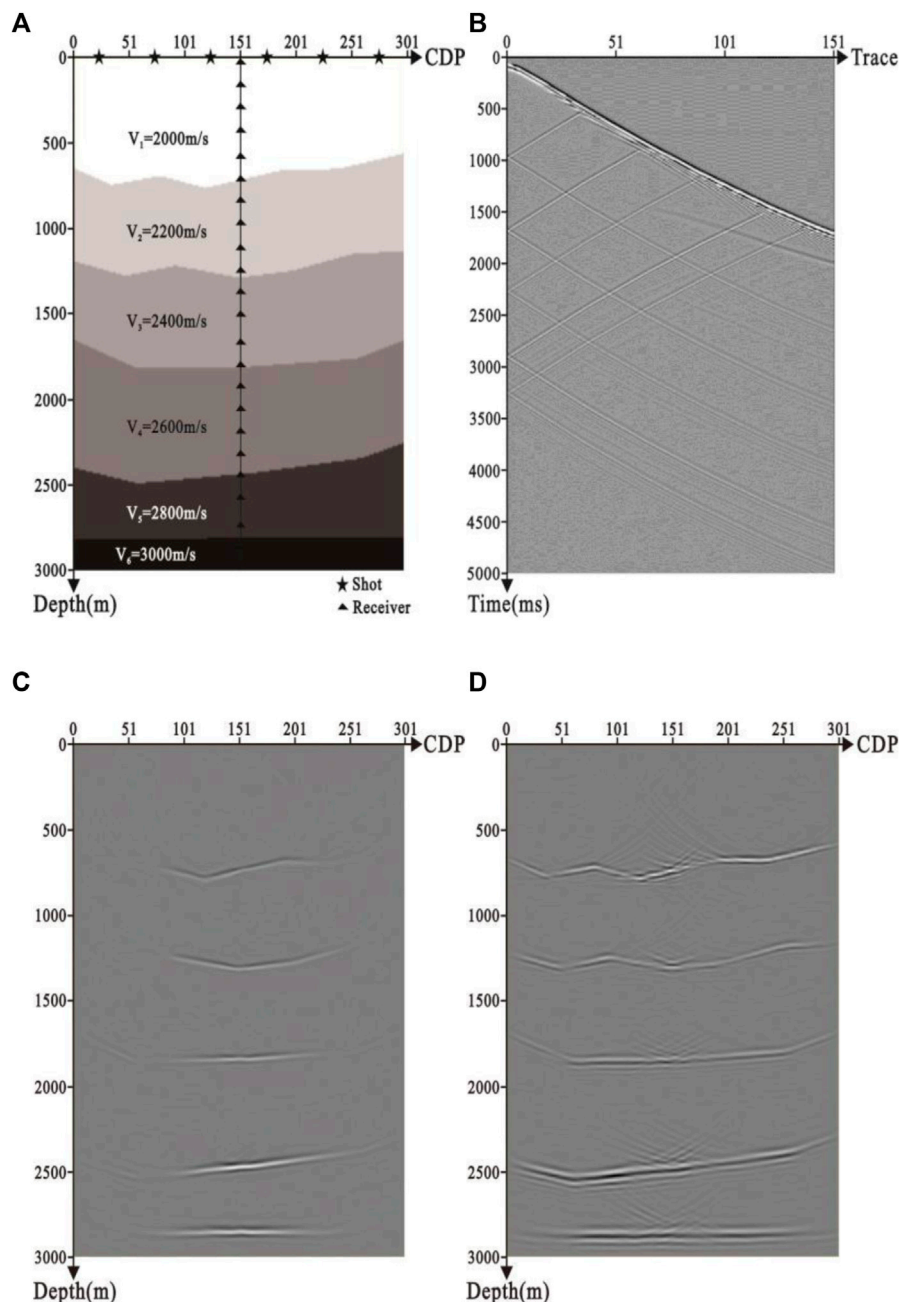 A
0 51 101 151 201 251 301 CDP
0
500
1000
1500
2000
2500
3000
Depth(m)
V₁=2000m/s
V₂=2200m/s
V₃=2400m/s
V₄=2600m/s
V₅=2800m/s
V₆=3000m/s
Shot
Receiver
B
0 51 101 151 Trace
0
500
1000
1500
2000
2500
3000
3500
4000
4500
5000
Time(ms)
C
0 51 101 151 201 251 301 CDP
0
500
1000
1500
2000
2500
3000
Depth(m)
D
0 51 101 151 201 251 301 CDP
0
500
1000
1500
2000
2500
3000
Depth(m)